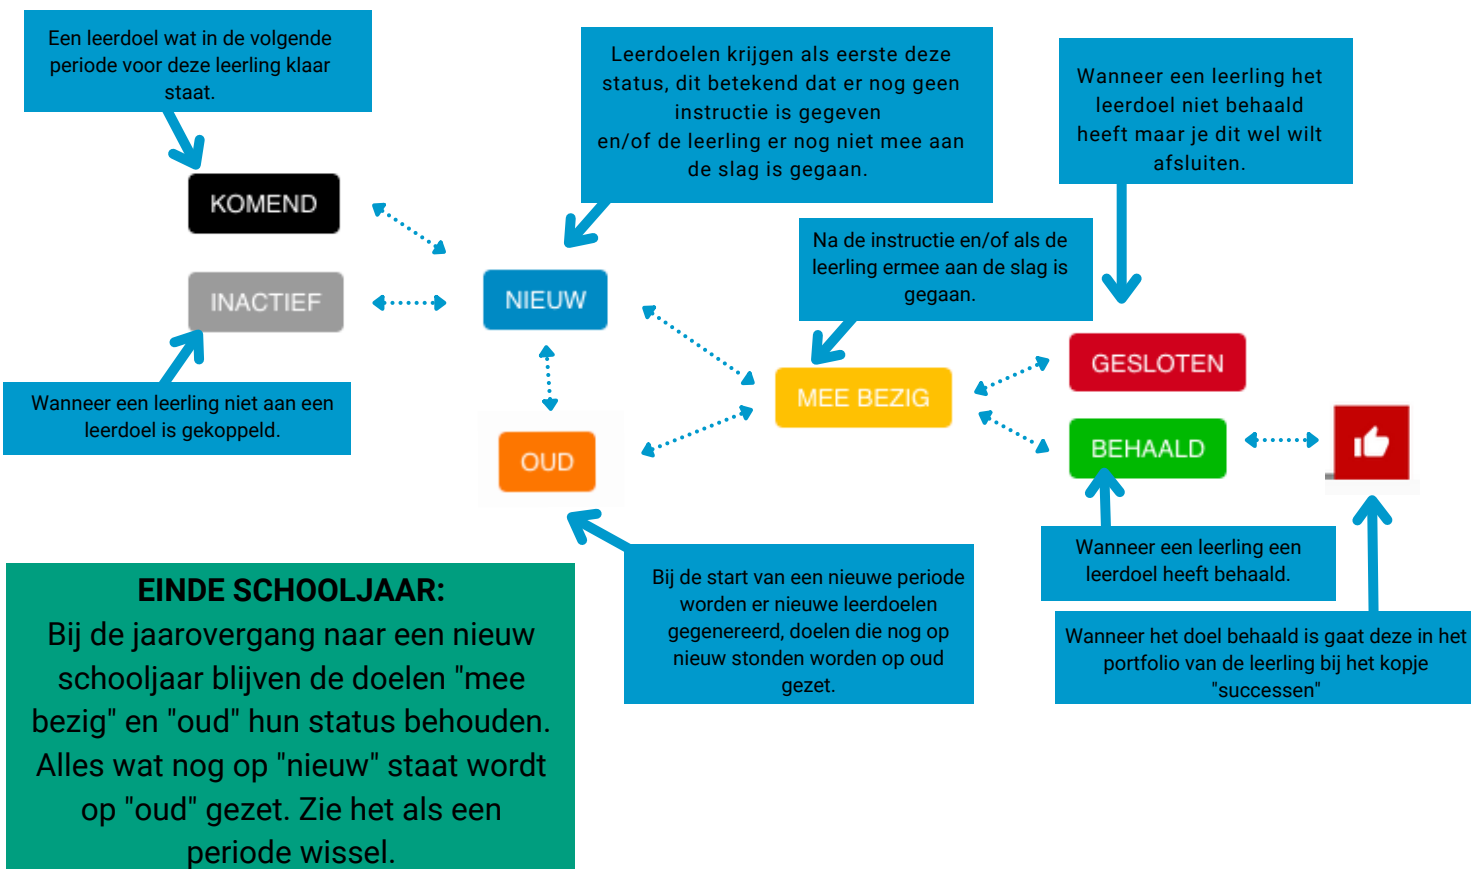 Een leerdoel wat in de volgende
periode voor deze leerling klaar
staat.
Leerdoelen krijgen als eerste deze
status, dit betekend dat er nog geen
instructie is gegeven
en/of de leerling er nog niet mee aan
de slag is gegaan.
Wanneer een leerling het
leerdoel niet behaald
heeft maar je dit wel wilt
afsluiten.
KOMEND
Na de instructie en/of als de
leerling ermee aan de slag is
gegaan.
INACTIEF
NIEUW
GESLOTEN
MEE BEZIG
Wanneer een leerling niet aan een
leerdoel is gekoppeld.
OUD
BEHAALD
Wanneer een leerling een
leerdoel heeft behaald.
Bij de start van een nieuwe periode
worden er nieuwe leerdoelen
gegenereerd, doelen die nog op
nieuw stonden worden op oud
gezet.
Wanneer het doel behaald is gaat deze in het
portfolio van de leerling bij het kopje
"successen"
EINDE SCHOOLJAAR:
Bij de jaarovergang naar een nieuw
schooljaar blijven de doelen "mee
bezig" en "oud" hun status behouden.
Alles wat nog op "nieuw" staat wordt
op "oud" gezet. Zie het als een
periode wissel.